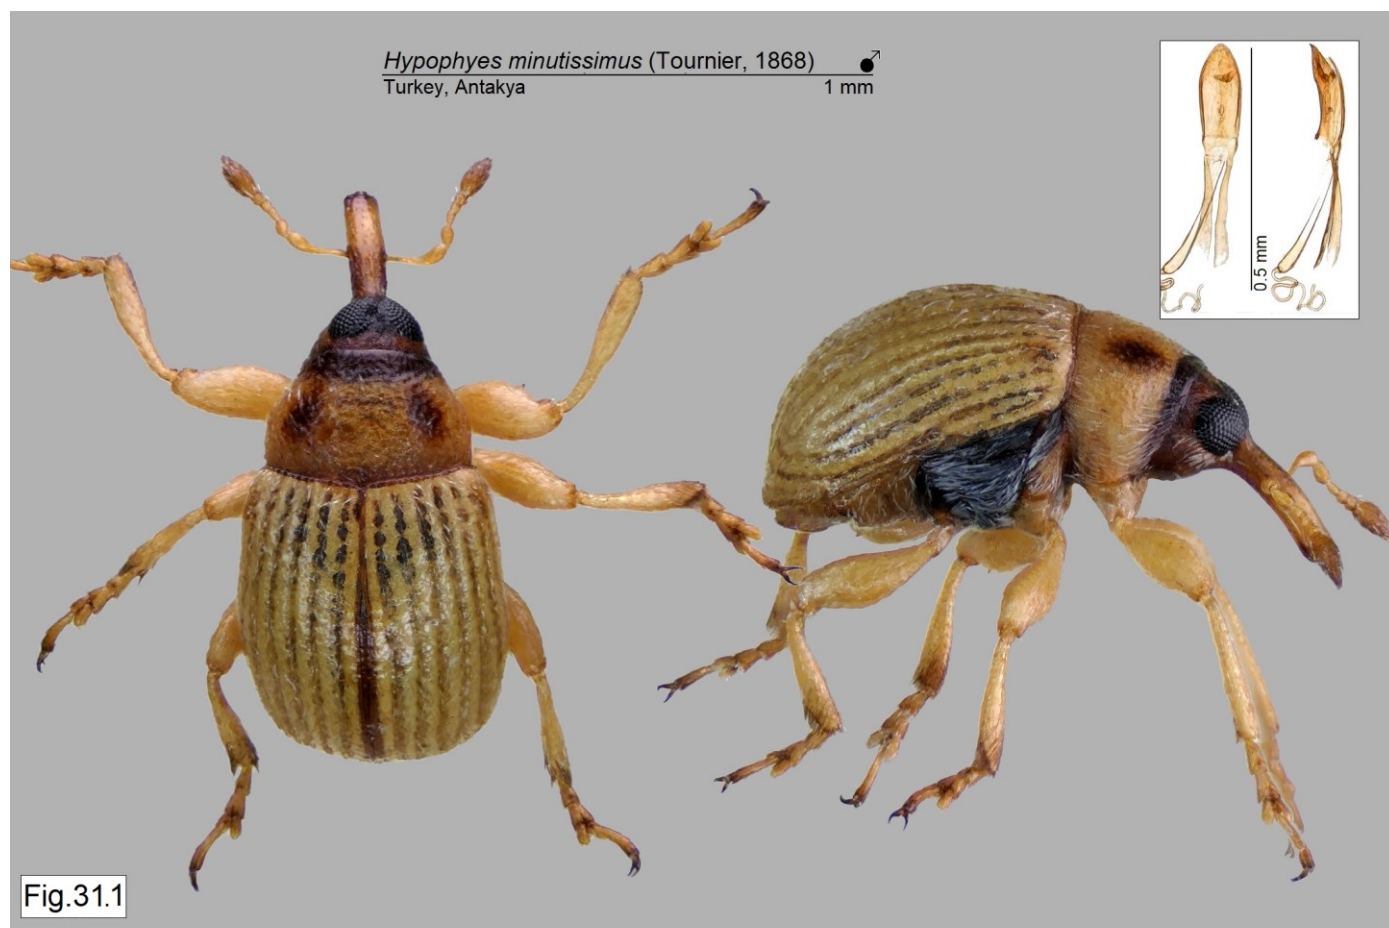 Hypophyes minutissimus (Tournier, 1868) ♂
Turkey, Antakya 1 mm
0.5 mm
Fig.31.1